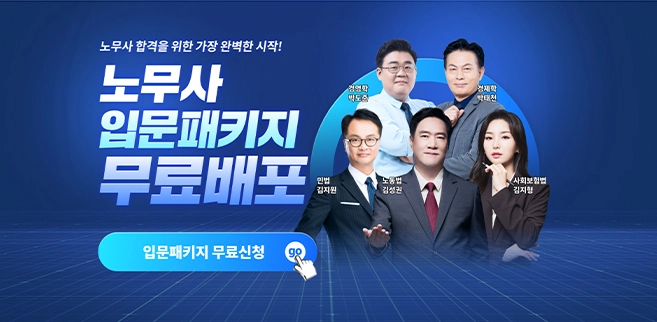 노무사 합격을 위한 가장 완벽한 시작!
노무사
입문패키지
무료배포
입문패키지 무료신청
go
경영학
박도준
경제학
박태천
민법
김지원
노동법
김성권
사회보험법
김지형